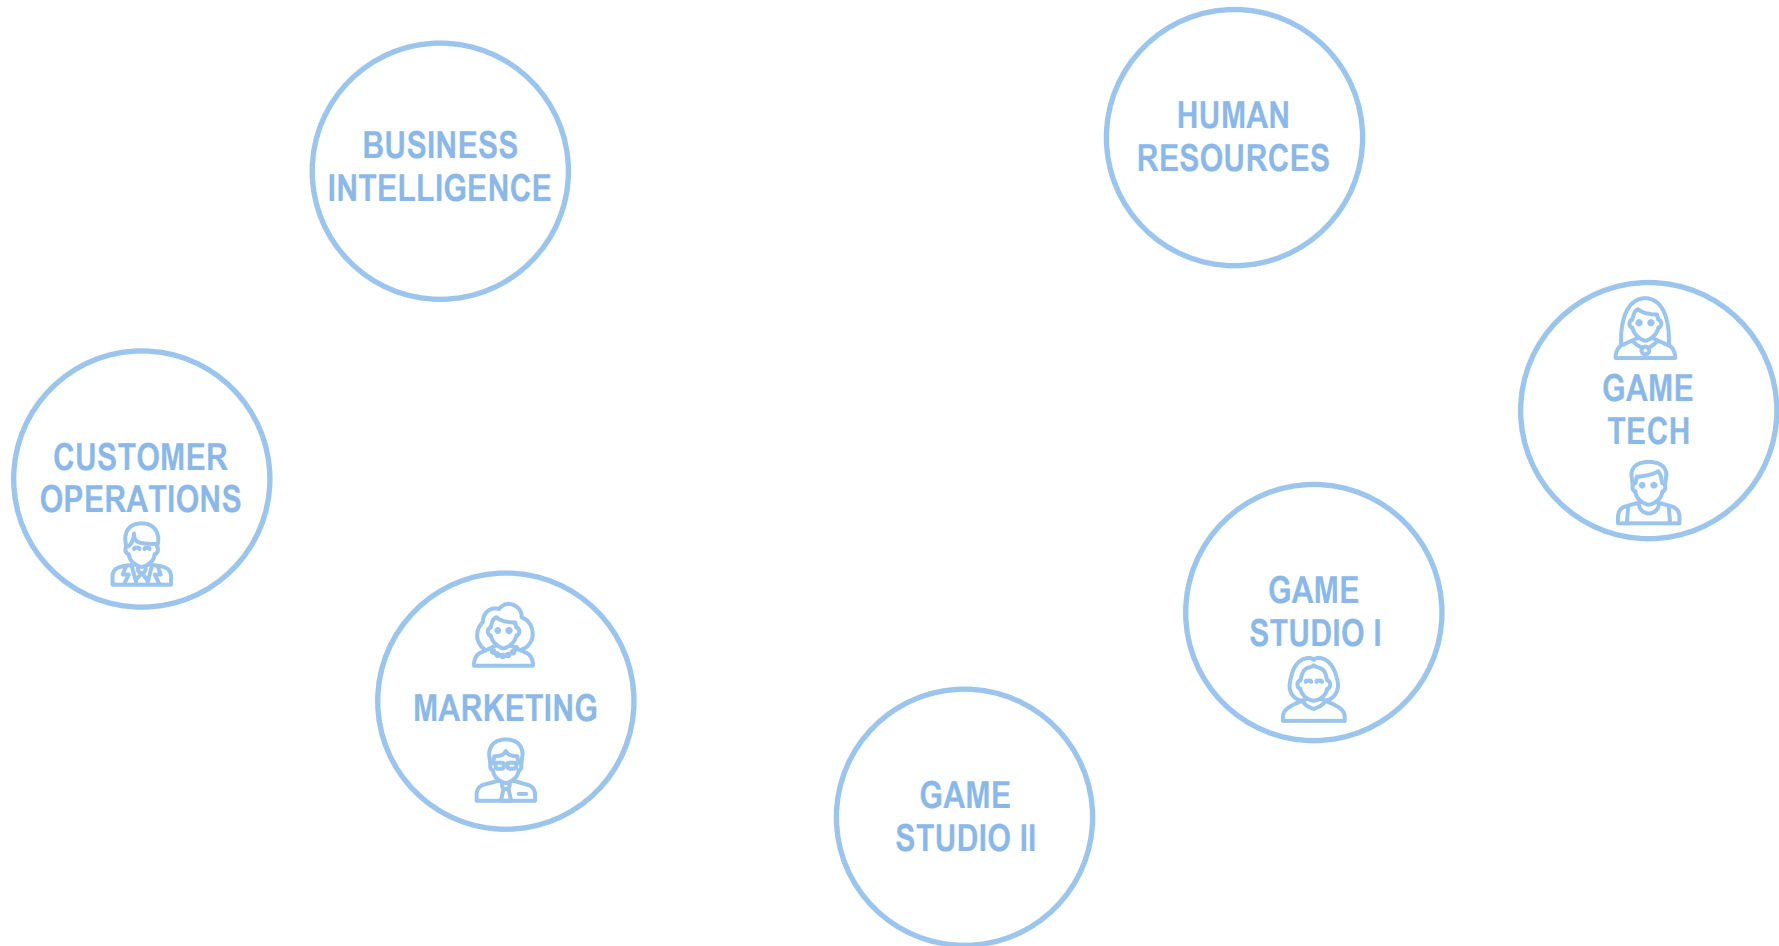 BUSINESS
INTELLIGENCE
HUMAN
RESOURCES
GAME
TECH
CUSTOMER
OPERATIONS
GAME
STUDIO I
MARKETING
GAME
STUDIO II